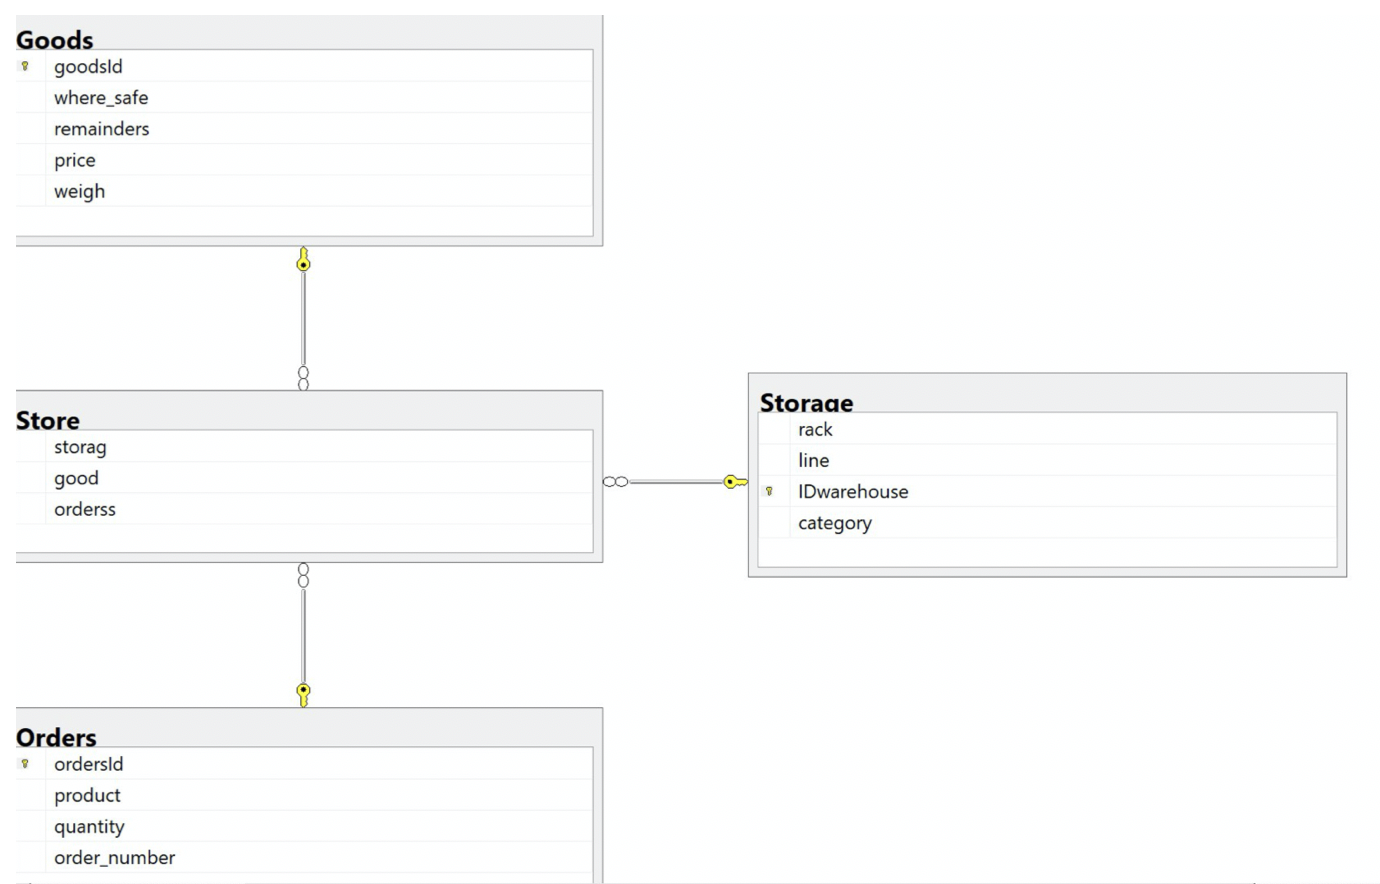 Goods
goodsId
where_safe
remainders
price
weigh
Store
storag
good
orderss
Storage
rack
line
IDwarehouse
category
Orders
ordersId
product
quantity
order_number